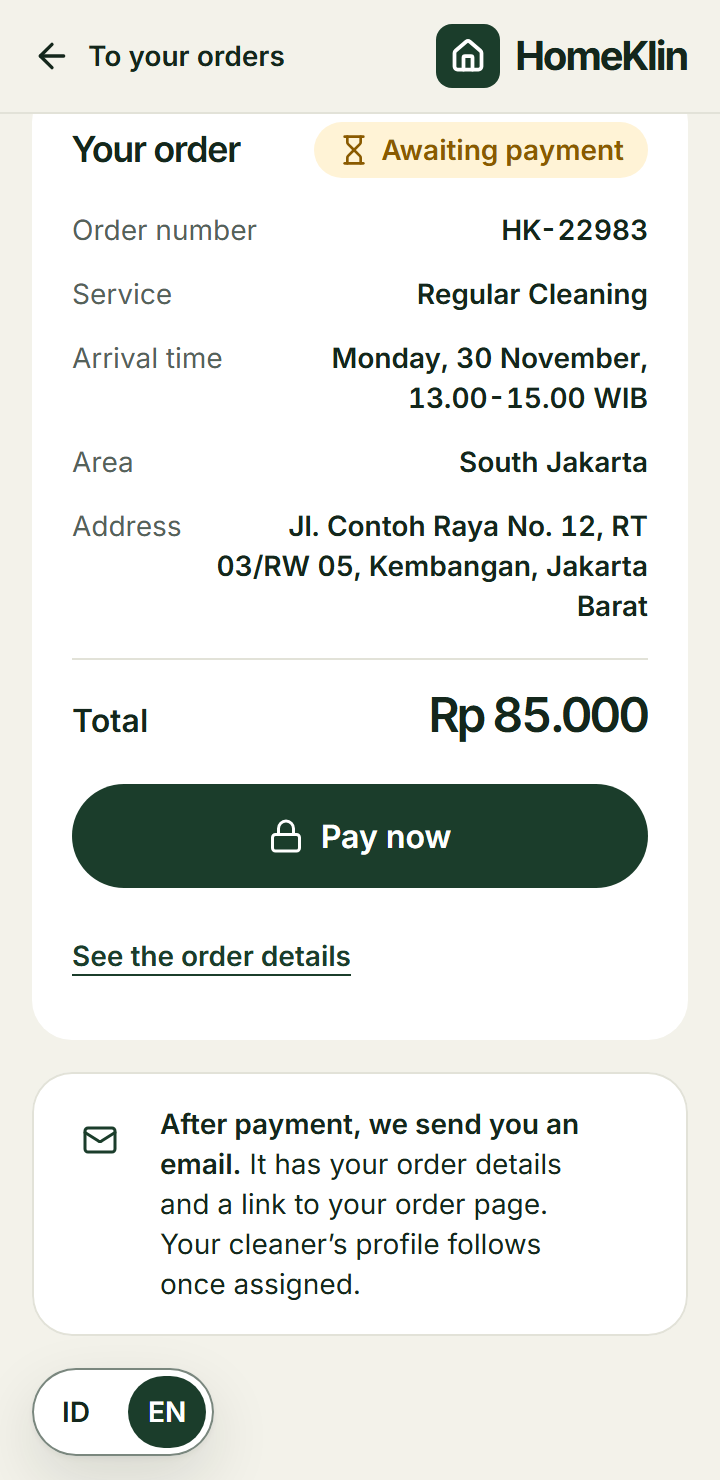 To your orders
HomeKlin
Your order
Awaiting payment
Order number
HK-22983
Service
Regular Cleaning
Arrival time
Monday, 30 November,
13.00-15.00 WIB
Area
South Jakarta
Address
Jl. Contoh Raya No. 12, RT
03/RW 05, Kembangan, Jakarta
Barat
Total
Rp 85.000
Pay now
See the order details
After payment, we send you an
email. It has your order details
and a link to your order page.
Your cleaner’s profile follows
once assigned.
ID
EN